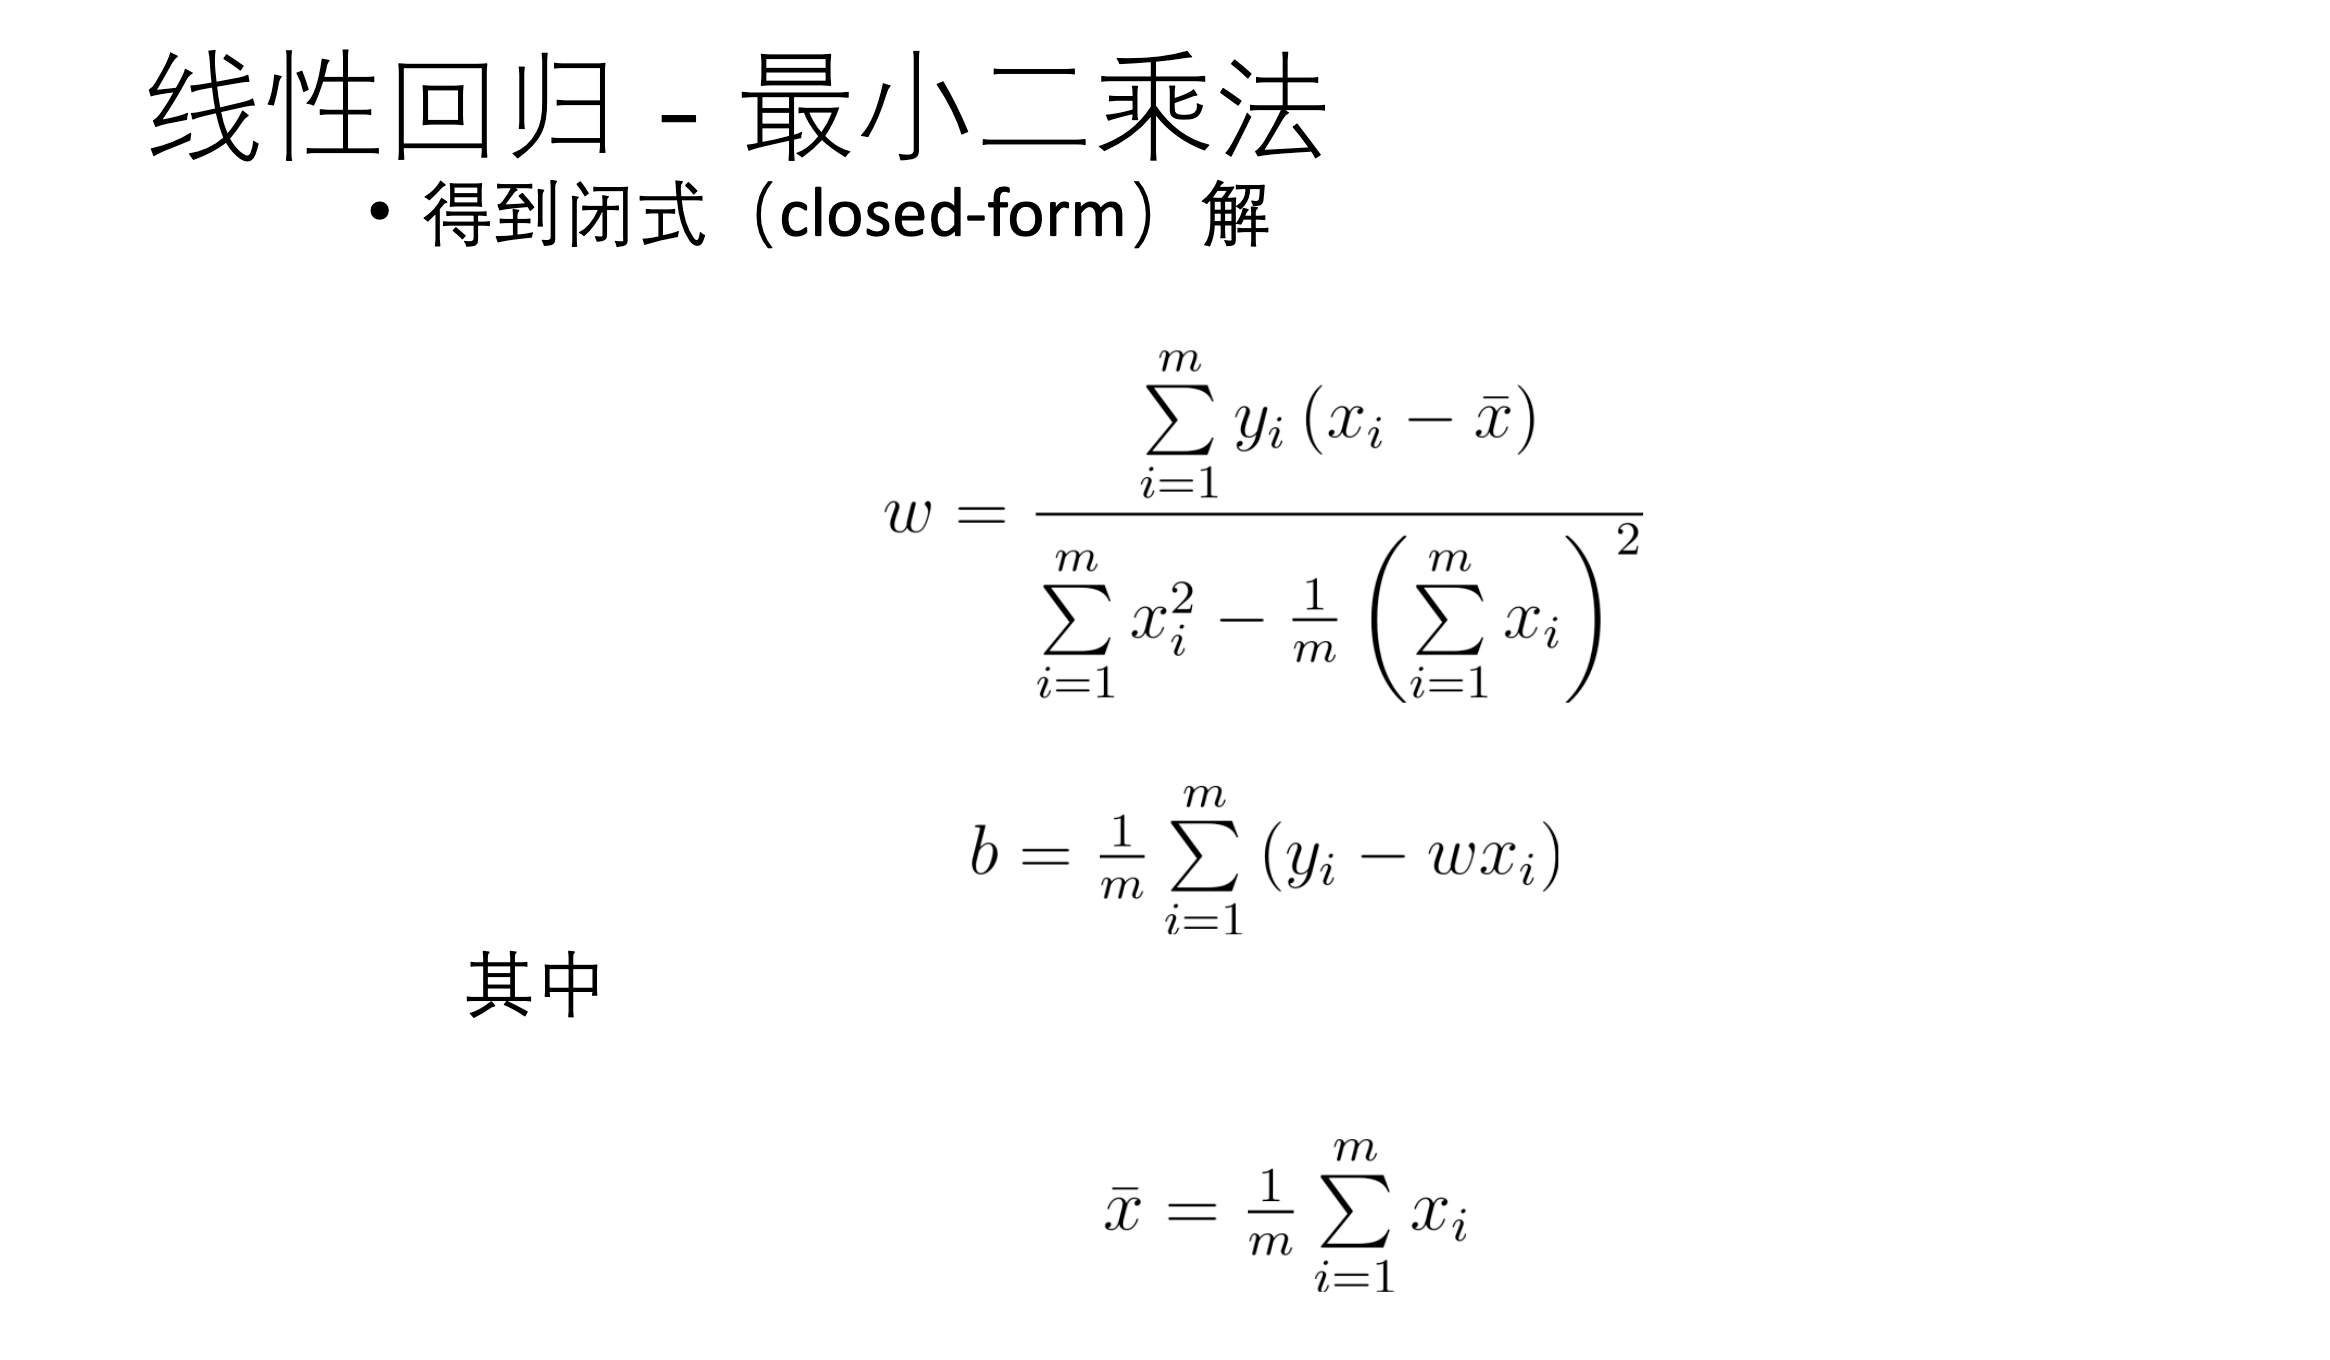 线性回归 - 最小二乘法
• 得到闭式（closed-form）解
w = \frac{\sum_{i=1}^{m} y_i (x_i - \bar{x})}{\sum_{i=1}^{m} x_i^2 - \frac{1}{m} \left( \sum_{i=1}^{m} x_i \right)^2}
b = \frac{1}{m} \sum_{i=1}^{m} (y_i - w x_i)
其中
\bar{x} = \frac{1}{m} \sum_{i=1}^{m} x_i